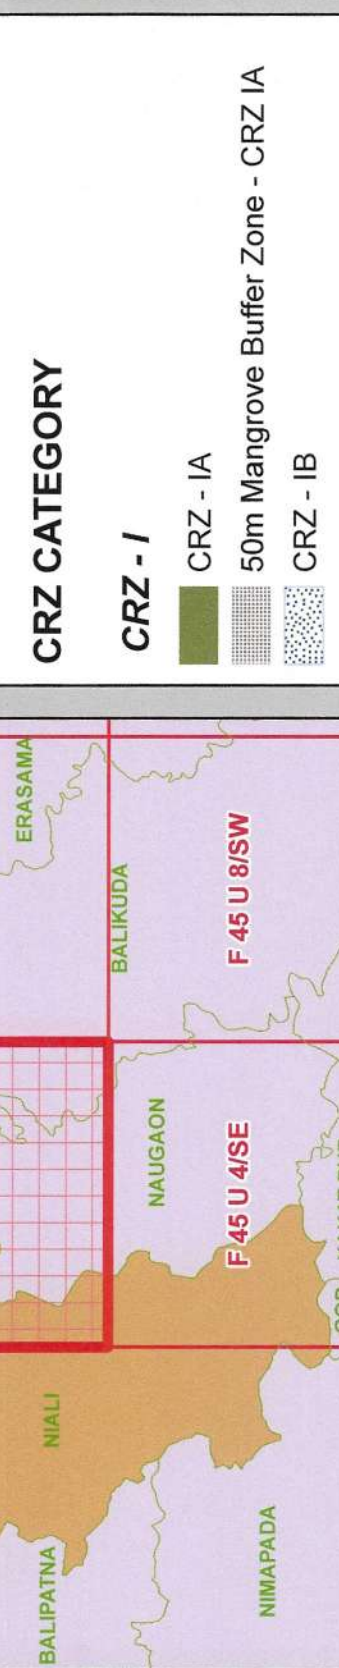 BALIPATNA
NIALI
ERASAMA
BALIKUDA
NAUGAON
F 45 U 4/SE
F 45 U 8/SW
NIMAPADA
CRZ CATEGORY
CRZ - I
CRZ - IA
50m Mangrove Buffer Zone - CRZ IA
CRZ - IB